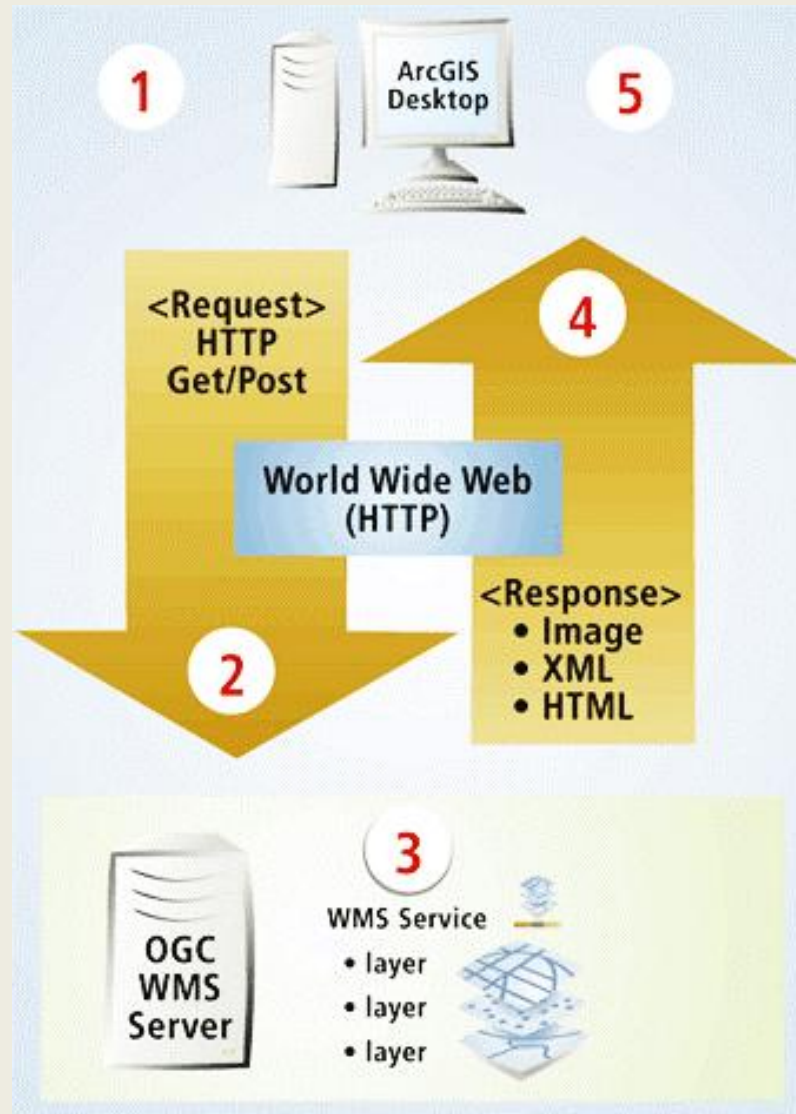 1
ArcGIS
Desktop
5
<Request>
HTTP
Get/Post
4
World Wide Web
(HTTP)
<Response>
• Image
• XML
• HTML
2
3
WMS Service
• layer
• layer
• layer
OGC
WMS
Server